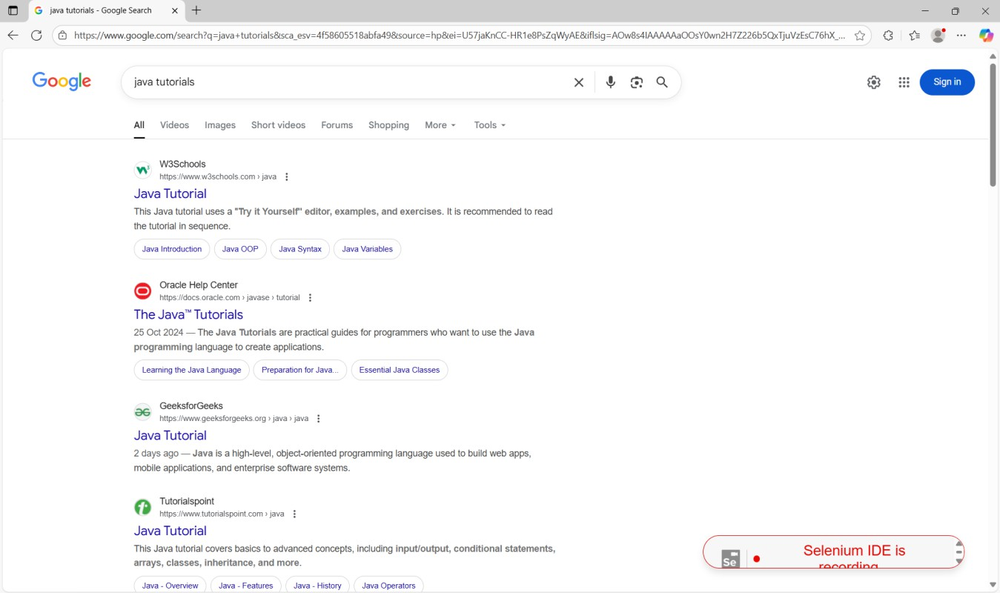 java tutorials - Google Search
https://www.google.com/search?q=java+tutorials&sca_esv=4f58605518abfa49&source=hp&ei=U57jaKnCC-HR1e8PsZqWyAE&iflsig=AOw8s4IAAAAAaOOsY0wn2H7Z226b5QxTjuVzEsC76hX_...
Google
java tutorials
Sign in
All Videos Images Short videos Forums Shopping More Tools
W3Schools
https://www.w3schools.com › java
Java Tutorial
This Java tutorial uses a "Try it Yourself" editor, examples, and exercises. It is recommended to read
the tutorial in sequence.
Java Introduction Java OOP Java Syntax Java Variables
Oracle Help Center
https://docs.oracle.com › javase › tutorial
The Java™ Tutorials
25 Oct 2024 — The Java Tutorials are practical guides for programmers who want to use the Java
programming language to create applications.
Learning the Java Language Preparation for Java... Essential Java Classes
GeeksforGeeks
https://www.geeksforgeeks.org › java › java
Java Tutorial
2 days ago — Java is a high-level, object-oriented programming language used to build web apps,
mobile applications, and enterprise software systems.
Tutorialspoint
https://www.tutorialspoint.com › java
Java Tutorial
This Java tutorial covers basics to advanced concepts, including input/output, conditional statements,
arrays, classes, inheritance, and more.
Java - Overview Java - Features Java - History Java Operators
Se
Selenium IDE is
recording